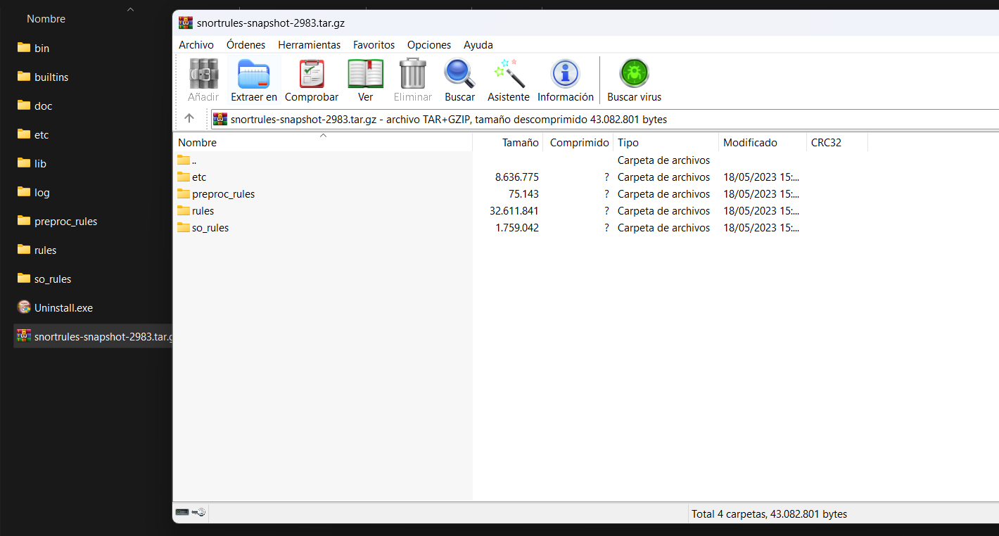 Nombre
bin
builtins
doc
etc
lib
log
preproc_rules
rules
so_rules
Uninstall.exe
snortrules-snapshot-2983.tar.g
snortrules-snapshot-2983.tar.gz
Archivo Órdenes Herramientas Favoritos Opciones Ayuda
Añadir Extraer en Comprobar Ver Eliminar Buscar Asistente Información Buscar virus
snortrules-snapshot-2983.tar.gz - archivo TAR+GZIP, tamaño descomprimido 43.082.801 bytes
Nombre Tamaño Comprimido Tipo Modificado CRC32
.. Carpeta de archivos
etc 8.636.775 ? Carpeta de archivos 18/05/2023 15:...
preproc_rules 75.143 ? Carpeta de archivos 18/05/2023 15:...
rules 32.611.841 ? Carpeta de archivos 18/05/2023 15:...
so_rules 1.759.042 ? Carpeta de archivos 18/05/2023 15:...
Total 4 carpetas, 43.082.801 bytes